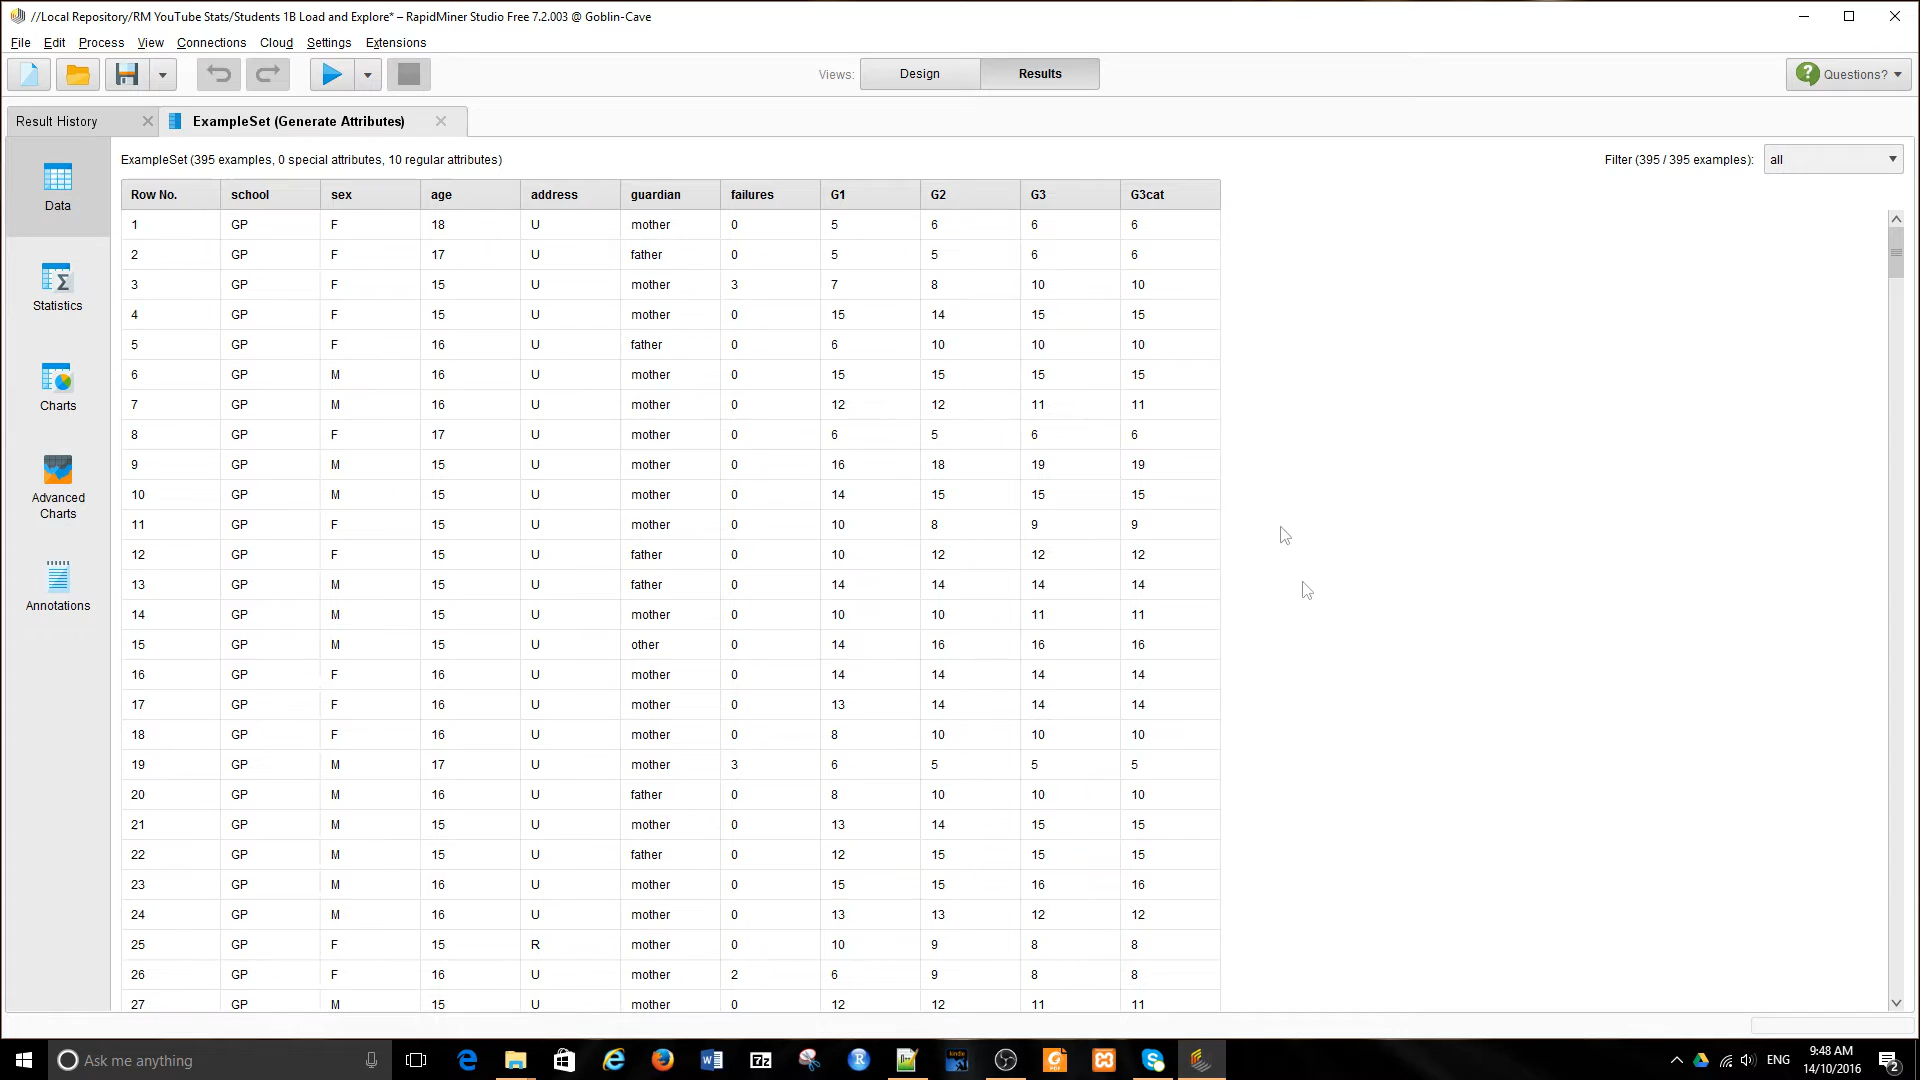 //Local Repository/RM YouTube Stats/Students 1B Load and Explore* – RapidMiner Studio Free 7.2.003 @ Goblin-Cave
File Edit Process View Connections Cloud Settings Extensions
Views: Design Results Questions?
Result History ExampleSet (Generate Attributes)
ExampleSet (395 examples, 0 special attributes, 10 regular attributes) Filter (395 / 395 examples): all
Data
Statistics
Charts
Advanced
Charts
Annotations
Row No. school sex age address guardian failures G1 G2 G3 G3cat
1 GP F 18 U mother 0 5 6 6 6
2 GP F 17 U father 0 5 5 6 6
3 GP F 15 U mother 3 7 8 10 10
4 GP F 15 U mother 0 15 14 15 15
5 GP F 16 U father 0 6 10 10 10
6 GP M 16 U mother 0 15 15 15 15
7 GP M 16 U mother 0 12 12 11 11
8 GP F 17 U mother 0 6 5 6 6
9 GP M 15 U mother 0 16 18 19 19
10 GP M 15 U mother 0 14 15 15 15
11 GP F 15 U mother 0 10 8 9 9
12 GP F 15 U father 0 10 12 12 12
13 GP M 15 U father 0 14 14 14 14
14 GP M 15 U mother 0 10 10 11 11
15 GP M 15 U other 0 14 16 16 16
16 GP F 16 U mother 0 14 14 14 14
17 GP F 16 U mother 0 13 14 14 14
18 GP F 16 U mother 0 8 10 10 10
19 GP M 17 U mother 3 6 5 5 5
20 GP M 16 U father 0 8 10 10 10
21 GP M 15 U mother 0 13 14 15 15
22 GP M 15 U father 0 12 15 15 15
23 GP M 16 U mother 0 15 15 16 16
24 GP M 16 U mother 0 13 13 12 12
25 GP F 15 R mother 0 10 9 8 8
26 GP F 16 U mother 2 6 9 8 8
27 GP M 15 U mother 0 12 12 11 11
Ask me anything
7z
R
kindle
PDF
ENG
9:48 AM
14/10/2016
2